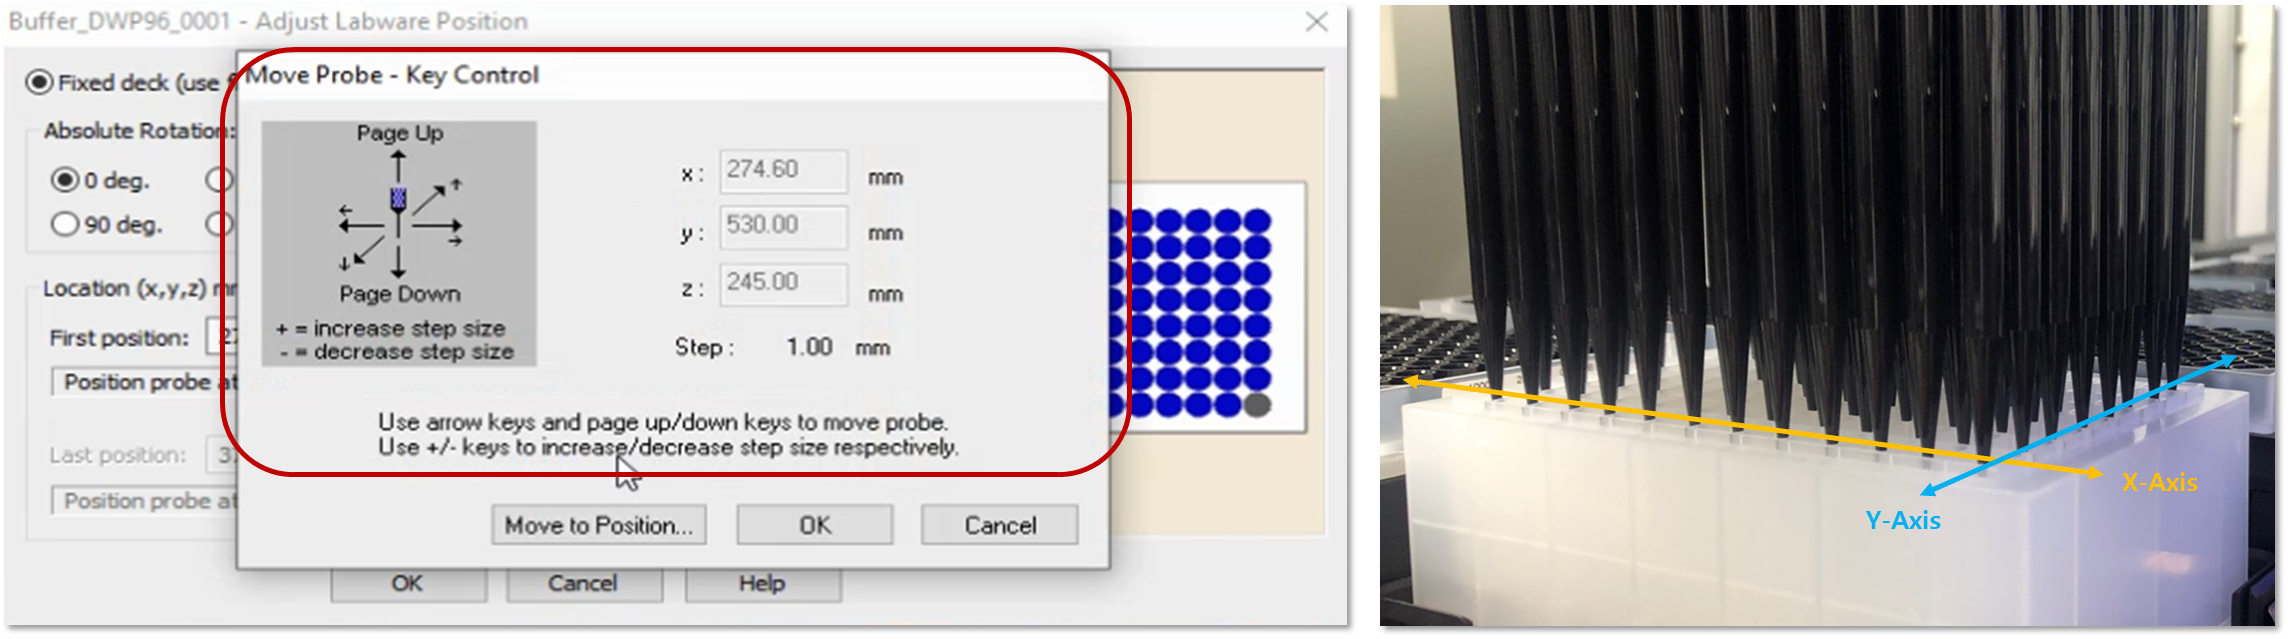 Buffer_DWP96_0001 - Adjust Labware Position
Fixed deck (use
Absolute Rotation:
0 deg.
90 deg.
Location (x,y,z)
First position:
Position probe at
Last position:
Position probe at
OK
Cancel
Help
Move Probe - Key Control
Page Up
Page Down
+ = increase step size
- = decrease step size
x: 274.60 mm
y: 530.00 mm
z: 245.00 mm
Step: 1.00 mm
Use arrow keys and page up/down keys to move probe.
Use +/- keys to increase/decrease step size respectively.
Move to Position...
OK
Cancel
X-Axis
Y-Axis